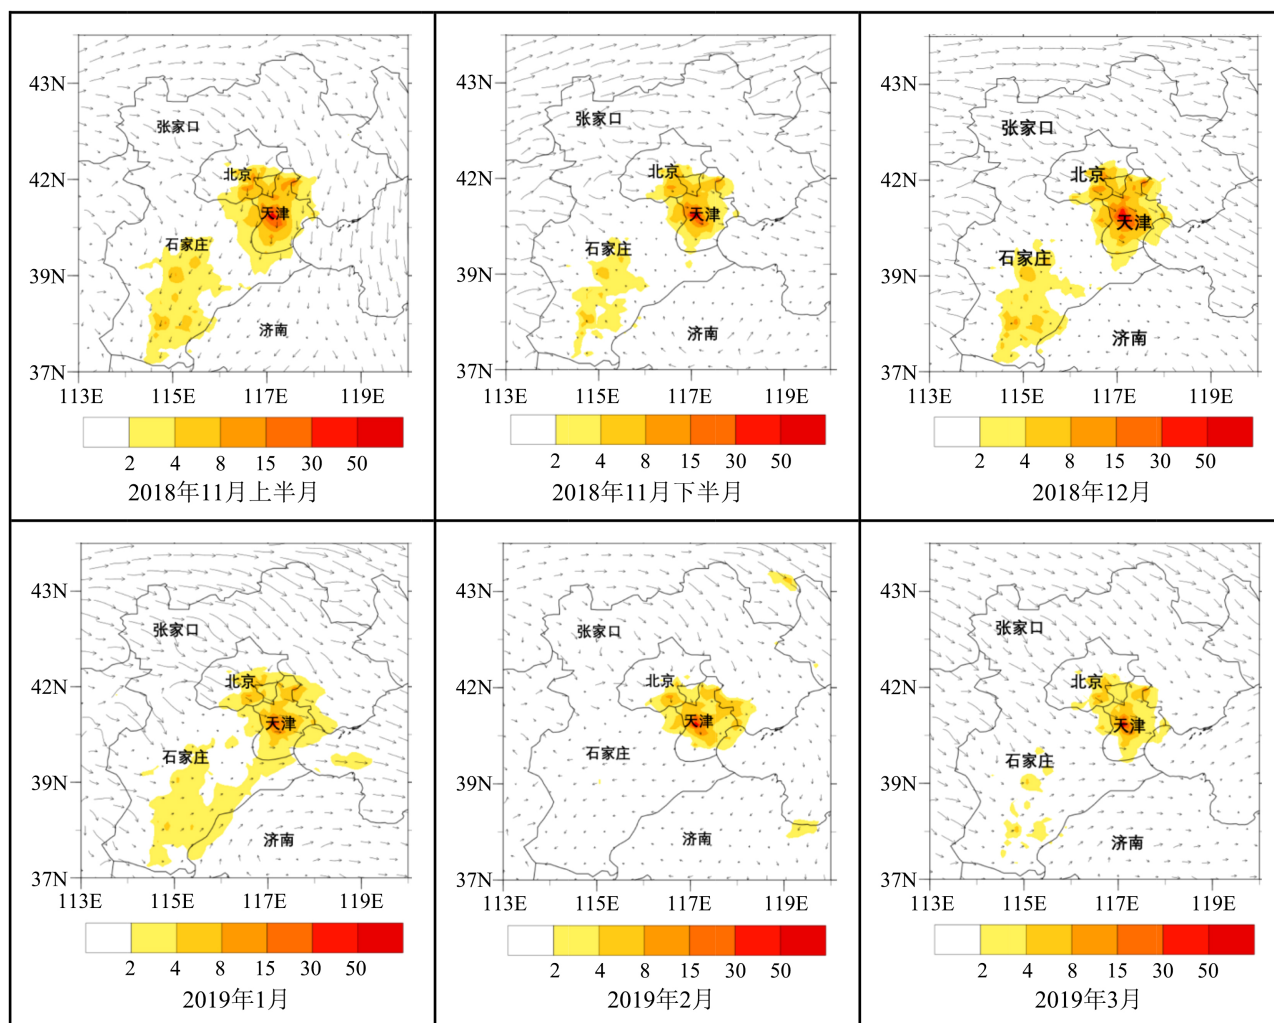 43N
张家口
42N
北京
天津
石家庄
39N
济南
37N
113E 115E 117E 119E
2 4 8 15 30 50
2018年11月上半月
43N
张家口
42N
北京
天津
石家庄
39N
济南
37N
113E 115E 117E 119E
2 4 8 15 30 50
2018年11月下半月
43N
张家口
42N
北京
天津
石家庄
39N
济南
37N
113E 115E 117E 119E
2 4 8 15 30 50
2018年12月
43N
张家口
42N
北京
天津
石家庄
39N
济南
37N
113E 115E 117E 119E
2 4 8 15 30 50
2019年1月
43N
张家口
42N
北京
天津
石家庄
39N
济南
37N
113E 115E 117E 119E
2 4 8 15 30 50
2019年2月
43N
张家口
42N
北京
天津
石家庄
39N
济南
37N
113E 115E 117E 119E
2 4 8 15 30 50
2019年3月